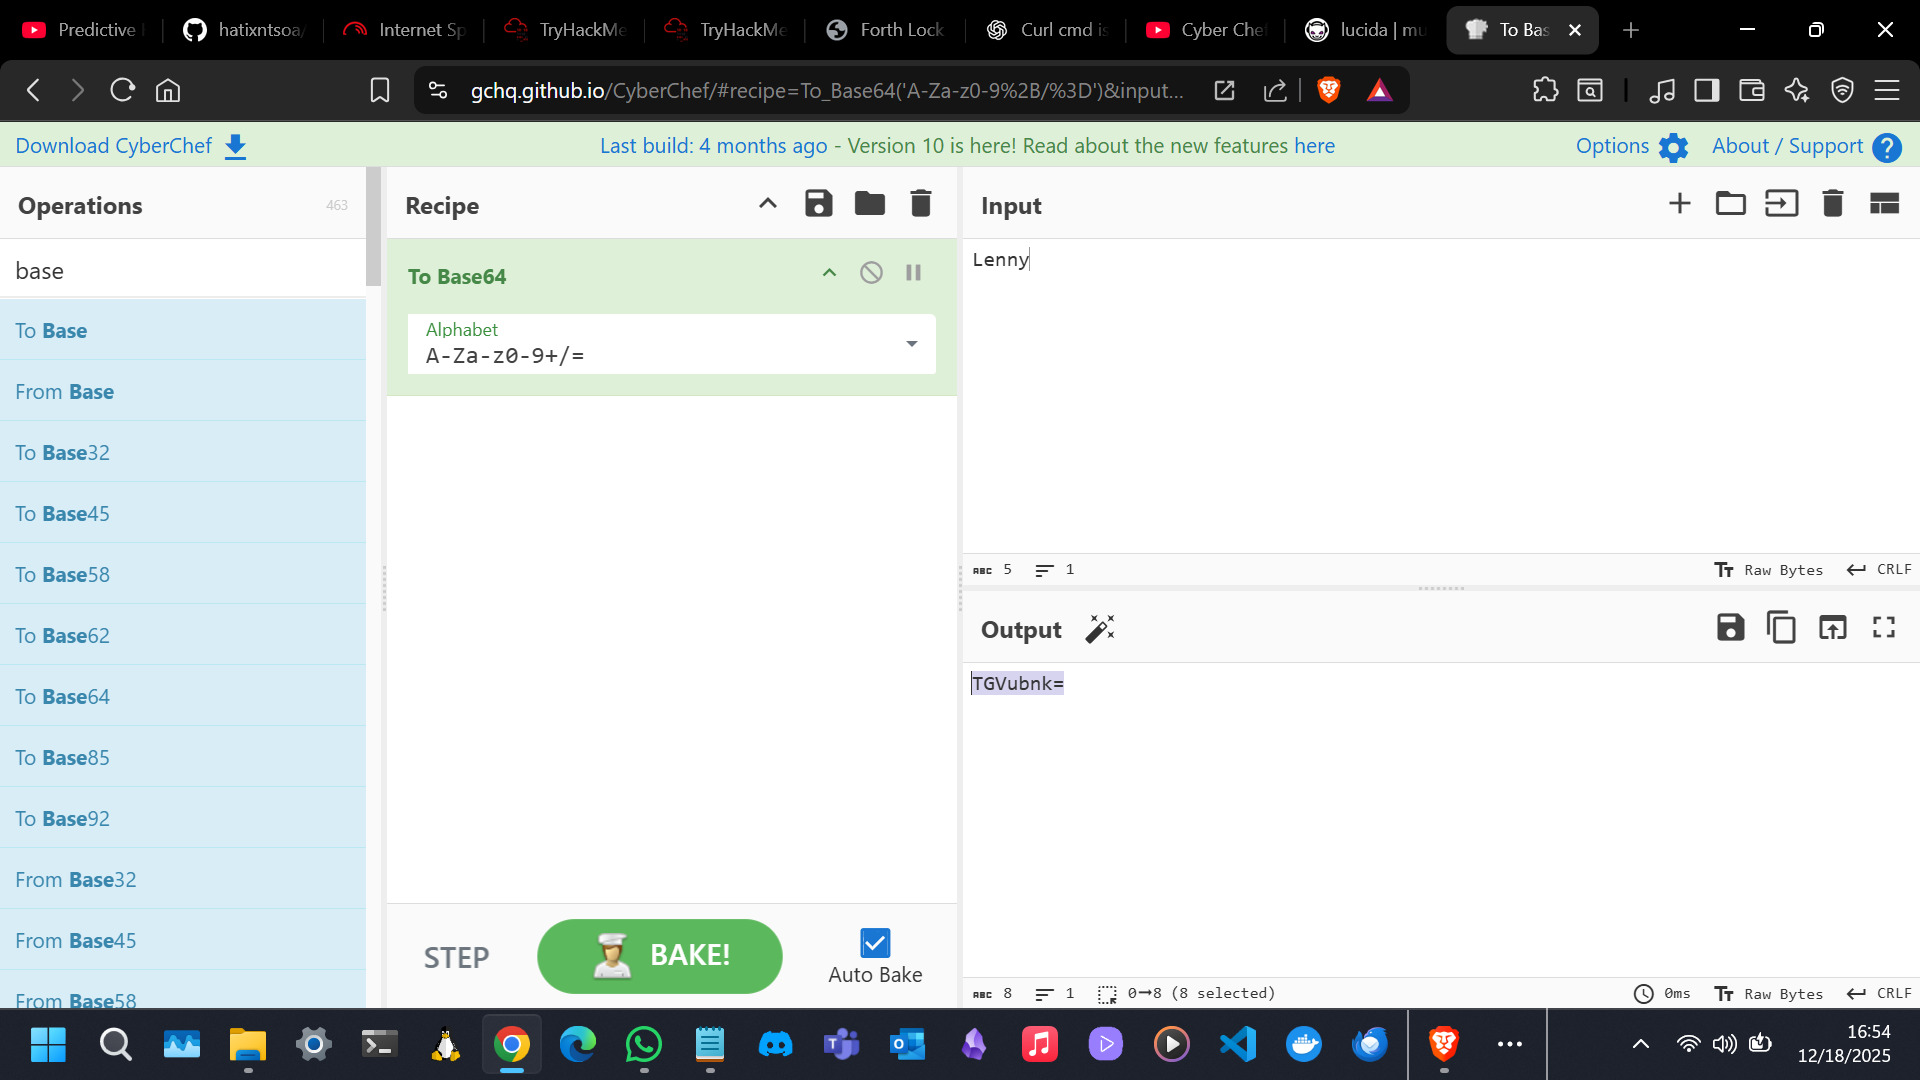 Predictive
hatixntsoa/
Internet Sp
TryHackMe
TryHackMe
Forth Lock
Curl cmd is
Cyber Chef
lucida | mu
To Bas
gchq.github.io/CyberChef/#recipe=To_Base64('A-Za-z0-9%2B/%3D')&input...
Download CyberChef
Last build: 4 months ago - Version 10 is here! Read about the new features here
Options
About / Support
Operations
463
Recipe
Input
base
To Base
From Base
To Base32
To Base45
To Base58
To Base62
To Base64
To Base85
To Base92
From Base32
From Base45
From Base58
To Base64
Alphabet
A-Za-z0-9+/=
STEP
BAKE!
Auto Bake
Lenny
ABC 5
1
Tт Raw Bytes
CRLF
Output
TGVubnk=
ABC 8
1
0→8 (8 selected)
0ms
Tт Raw Bytes
CRLF
16:54
12/18/2025